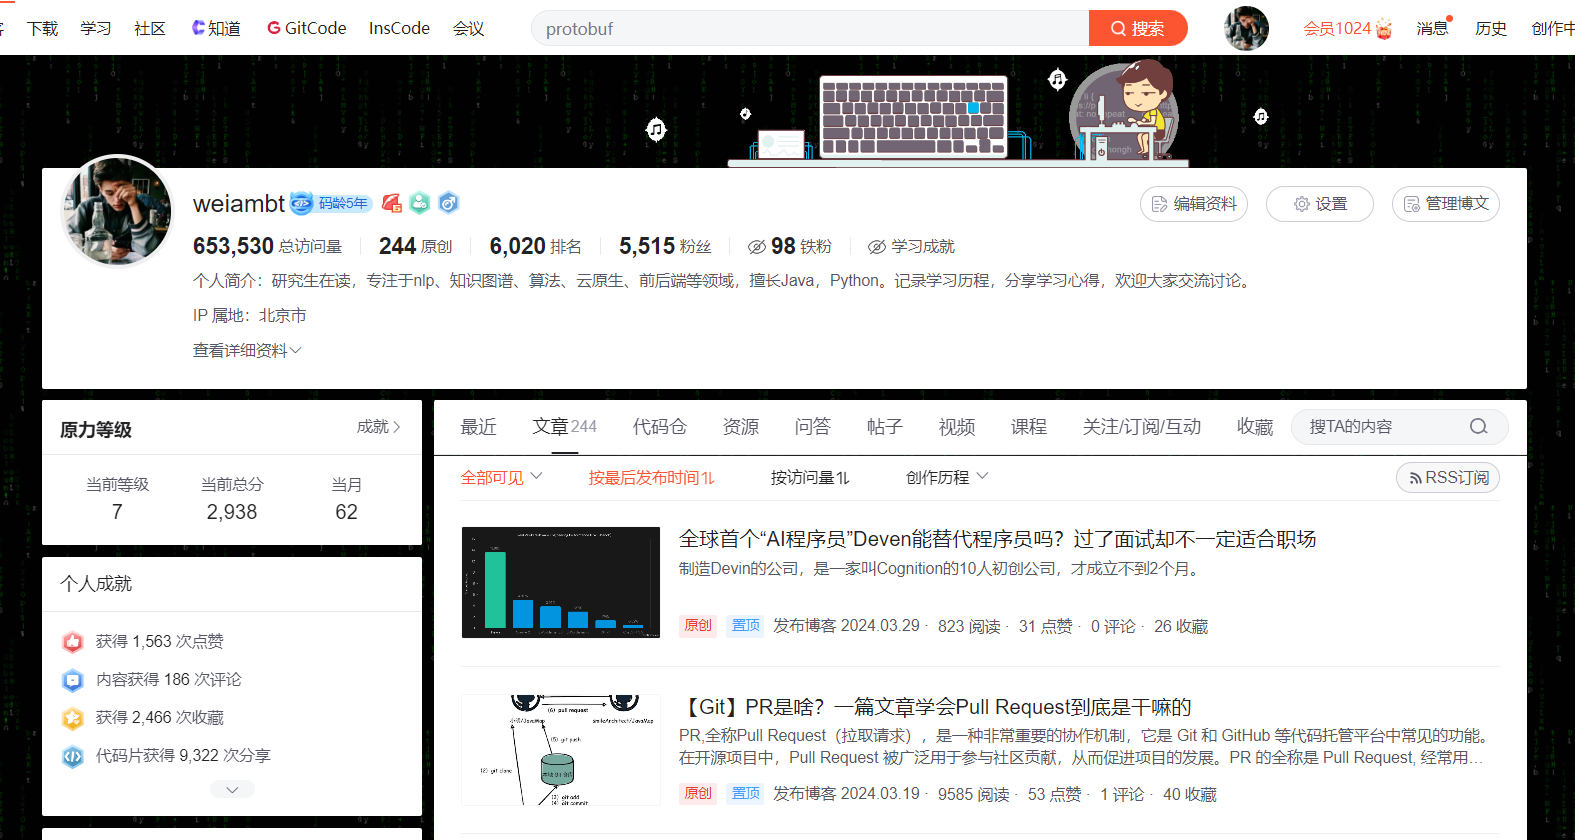 下载 学习 社区 知道 GitCode InsCode 会议 protobuf 搜索 会员1024 消息 历史 创作中
weiambt 码龄5年 编辑资料 设置 管理博文
653,530 总访问量 244 原创 6,020 排名 5,515 粉丝 98 铁粉 学习成就
个人简介：研究生在读，专注于nlp、知识图谱、算法、云原生、前后端等领域，擅长Java，Python。记录学习历程，分享学习心得，欢迎大家交流讨论。
IP 属地：北京市
查看详细资料
原力等级 成就
当前等级 当前总分 当月
7 2,938 62
个人成就
获得 1,563 次点赞
内容获得 186 次评论
获得 2,466 次收藏
代码片获得 9,322 次分享
最近 文章244 代码仓 资源 问答 帖子 视频 课程 关注/订阅/互动 收藏 搜TA的内容
全部可见 按最后发布时间 按访问量 创作历程 RSS订阅
全球首个“AI程序员”Deven能替代程序员吗？过了面试却不一定适合职场
制造Devin的公司，是一家叫Cognition的10人初创公司，才成立不到2个月。
原创 置顶 发布博客 2024.03.29 · 823 阅读 · 31 点赞 · 0 评论 · 26 收藏
(6) pull request
smileArchitect/JavaMap
(5) git push
(2) git clone
(3) git add
(4) git commit
【Git】PR是啥？一篇文章学会Pull Request到底是干嘛的
PR,全称Pull Request（拉取请求），是一种非常重要的协作机制，它是 Git 和 GitHub 等代码托管平台中常见的功能。
在开源项目中，Pull Request 被广泛用于参与社区贡献，从而促进项目的发展。PR 的全称是 Pull Request, 经常用…
原创 置顶 发布博客 2024.03.19 · 9585 阅读 · 53 点赞 · 1 评论 · 40 收藏